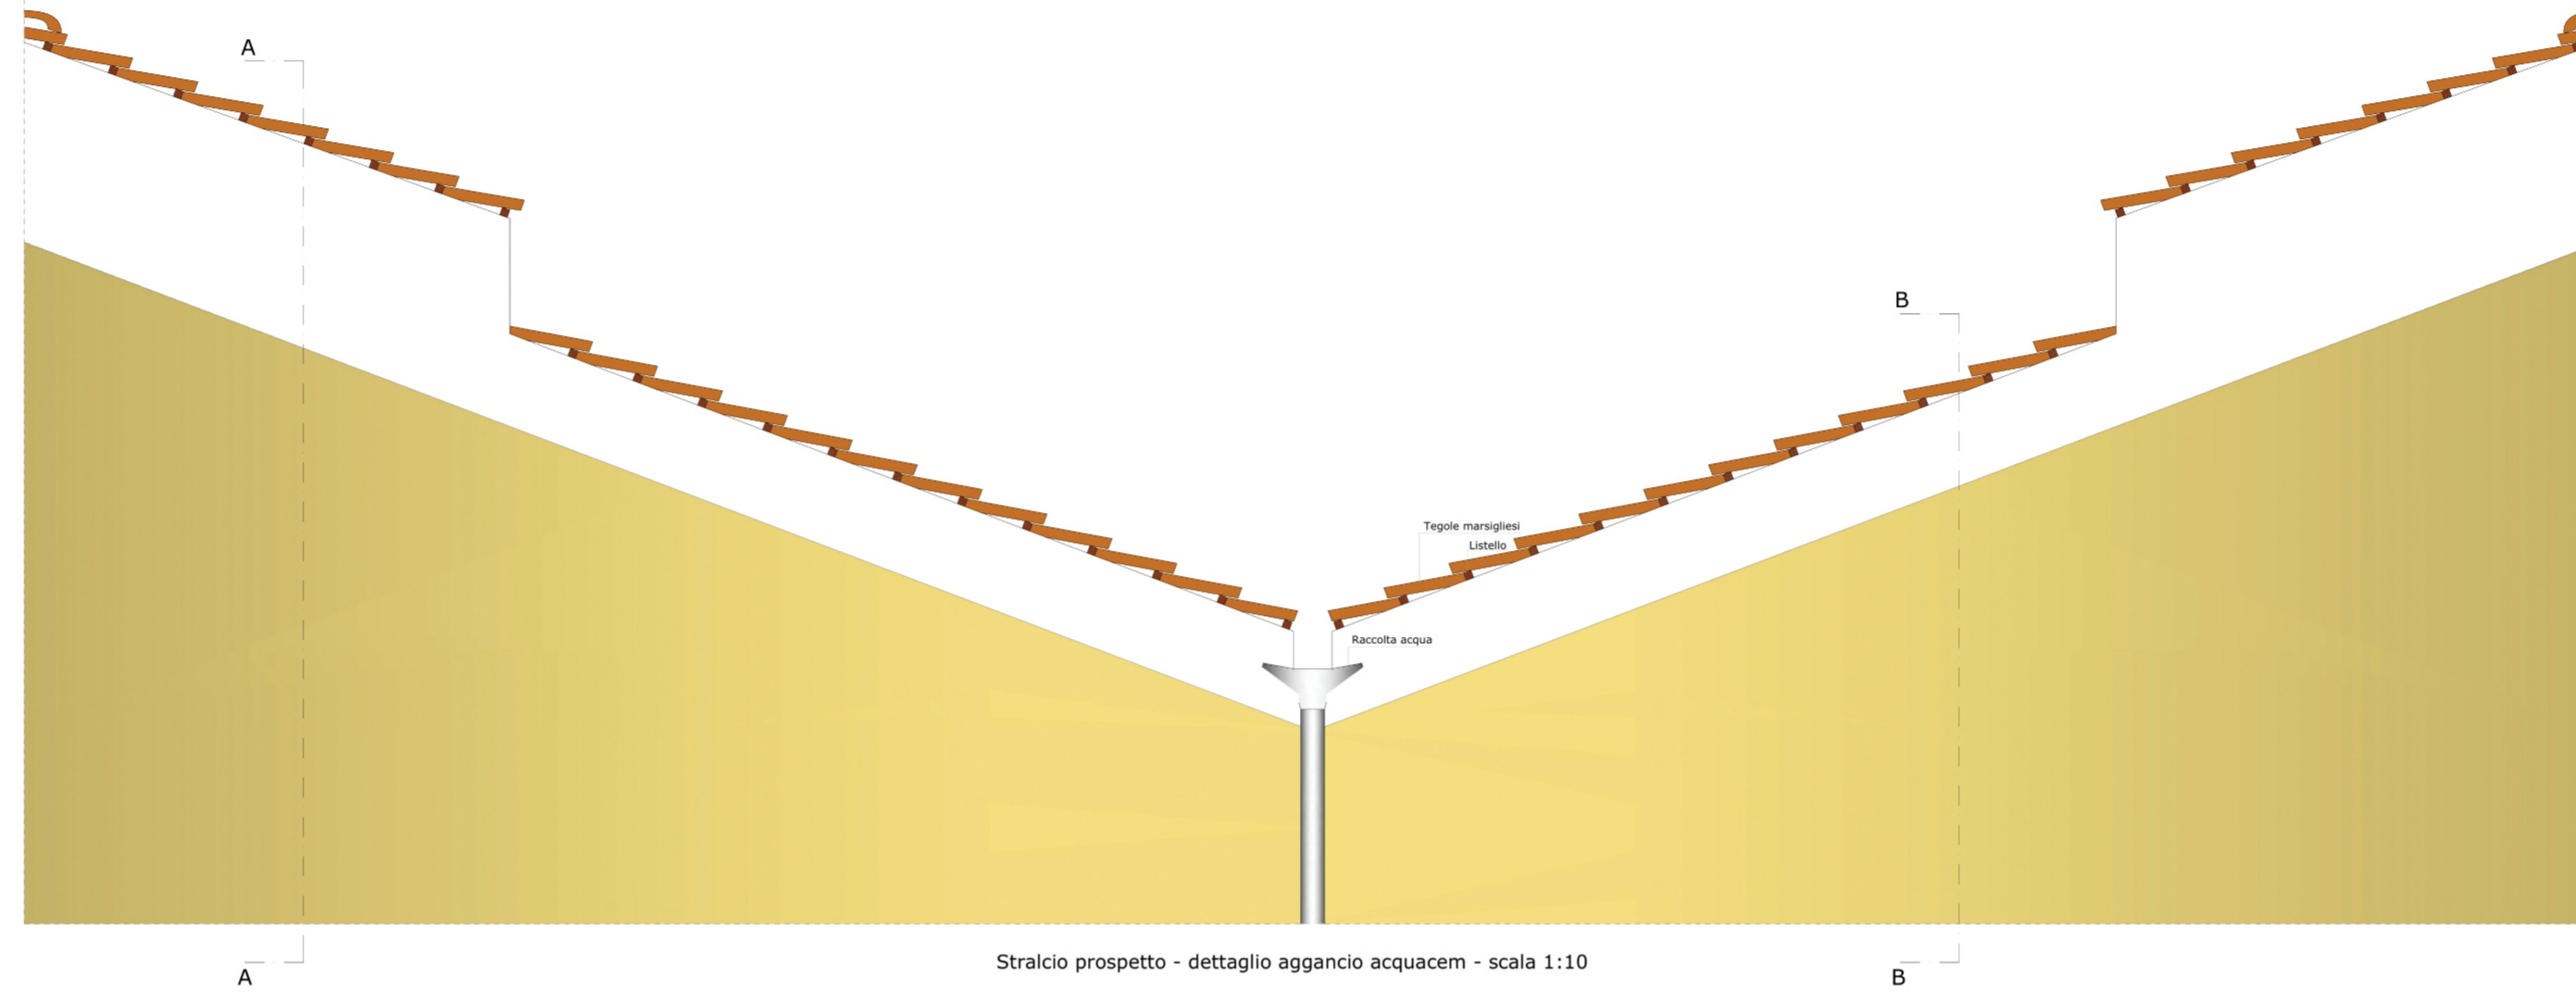 A
B
Tegole marsigliesi
Listello
Raccolta acqua
Stralcio prospetto - dettaglio aggancio acquacem - scala 1:10
A
B